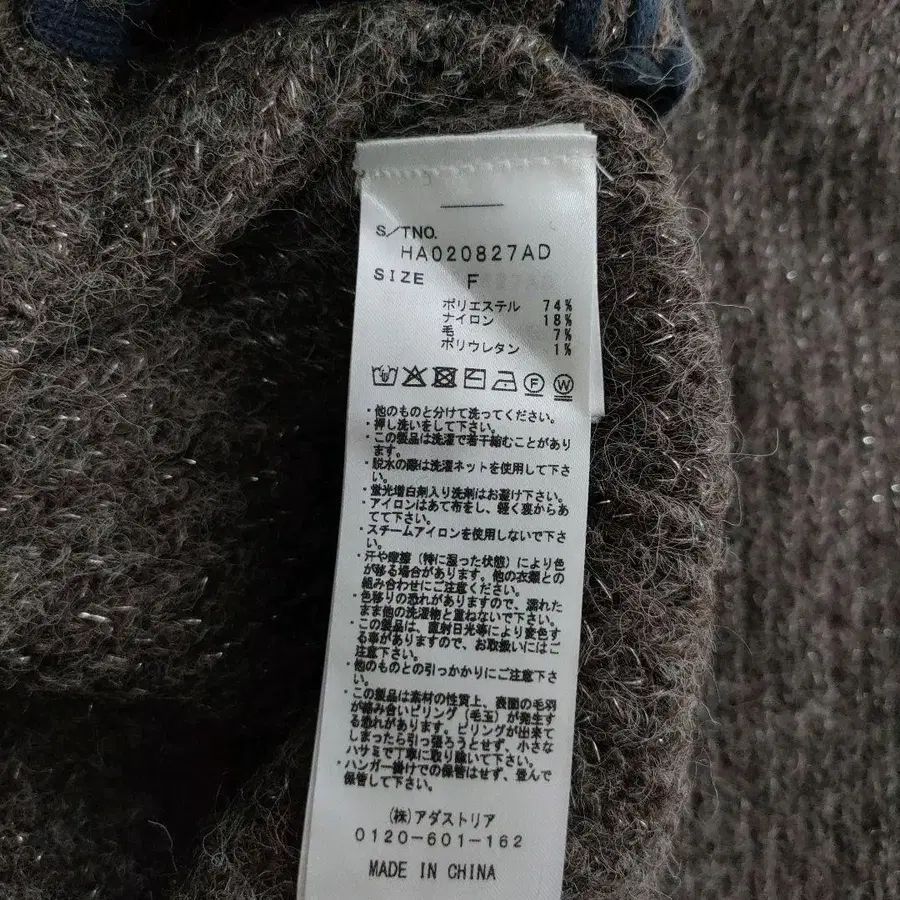 S/TNO.
HA020827AD
SIZE F
ポリエステル 74%
ナイロン 18%
毛 7%
ポリウレタン 1%
F W
・他のものと分けて洗ってください。
・押し洗いをして下さい。
・この製品は洗濯で若干縮むことがあり
ます。
・脱水の際は洗濯ネットを使用して下さ
い。
・蛍光増白剤入り洗剤はお避け下さい。
・アイロンはあて布をし、軽く裏からあ
てて下さい。
・スチームアイロンを使用しないで下さ
い。
・汗や摩擦（特に湿った状態）により色
が移る場合があります。他の衣類との
組み合わせにご注意ください。
・色移りの恐れがありますので、濡れた
まま他の洗濯物と重ねないで下さい。
・この製品は、直射日光等により変色す
る事がありますので、お取扱いにはご
注意下さい。
・他のものとの引っかかりにご注意下さ
い。
・この製品は素材の性質上、表面の毛羽
が絡み合いピリング（毛玉）が発生す
る恐れがあります。ピリングが出来て
しまったら引っ張ろうとせず、小さな
ハサミで丁寧に取り除いて下さい。
・ハンガー掛けでの保管はせず、畳んで
保管して下さい。
(株)アダストリア
0120-601-162
MADE IN CHINA